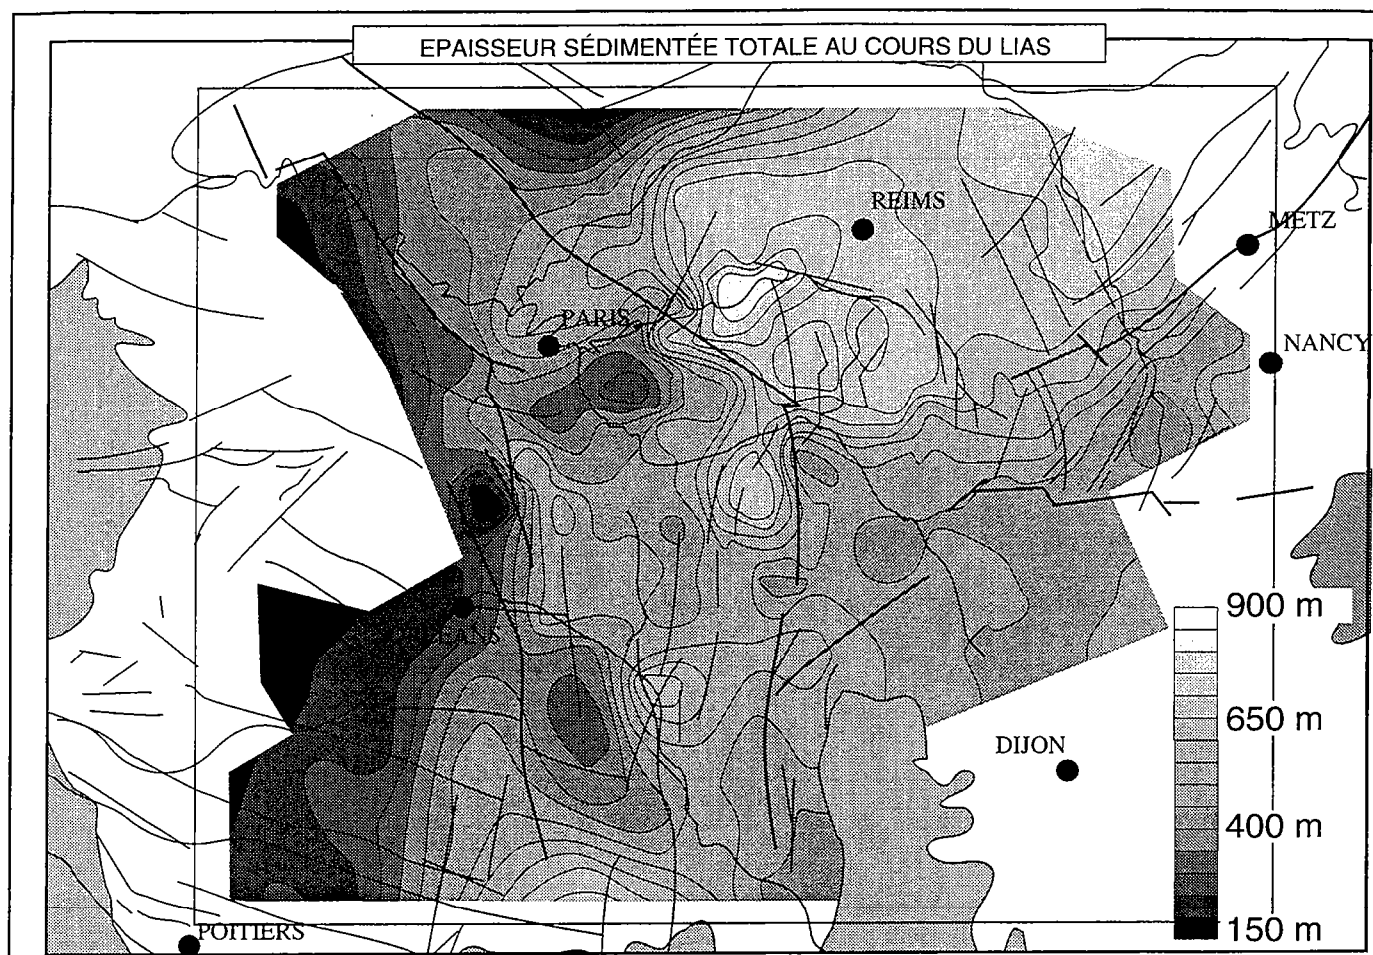 EPAISSEUR SÉDIMENTÉE TOTALE AU COURS DU LIAS
REIMS
METZ
PARIS
NANCY
900 m
650 m
DIJON
400 m
POITIERS
150 m